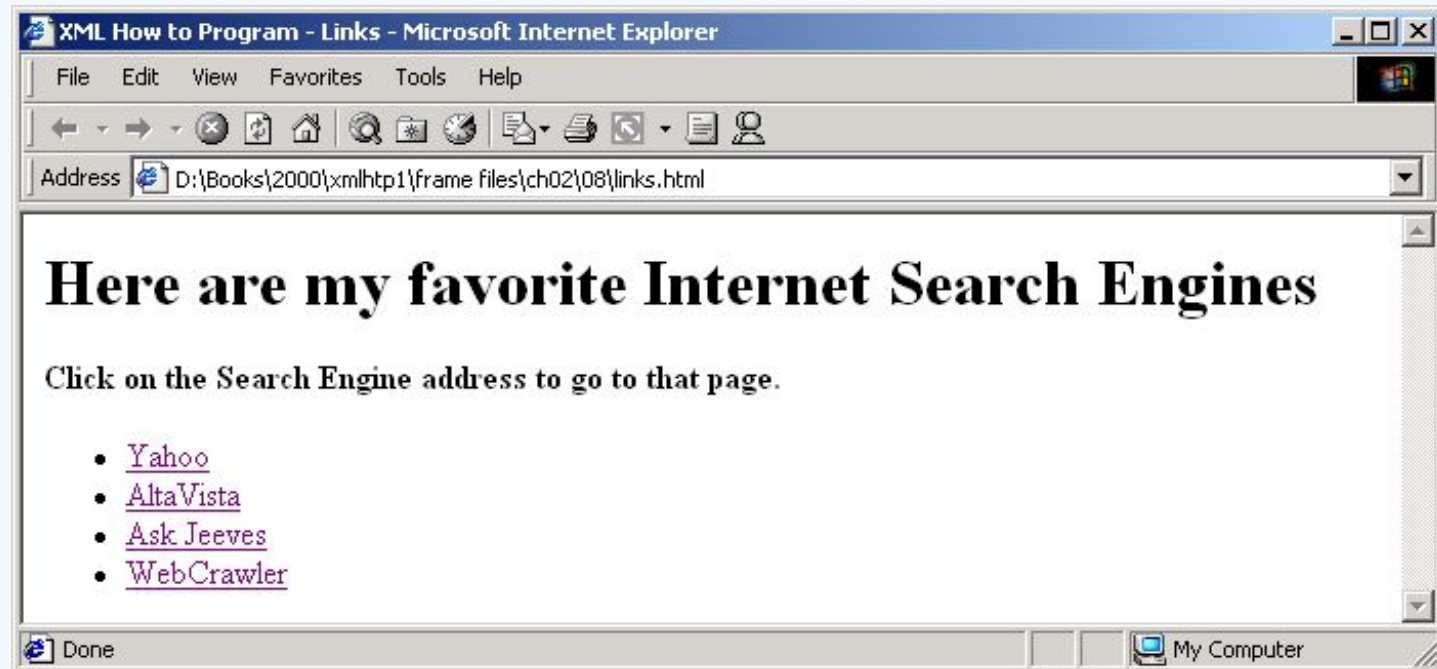 XML How to Program - Links - Microsoft Internet Explorer
File Edit View Favorites Tools Help
Address D:\Books\2000\xmlhtp1\frame files\ch02\08\links.html
Here are my favorite Internet Search Engines
Click on the Search Engine address to go to that page.
• Yahoo
• AltaVista
• Ask Jeeves
• WebCrawler
Done My Computer